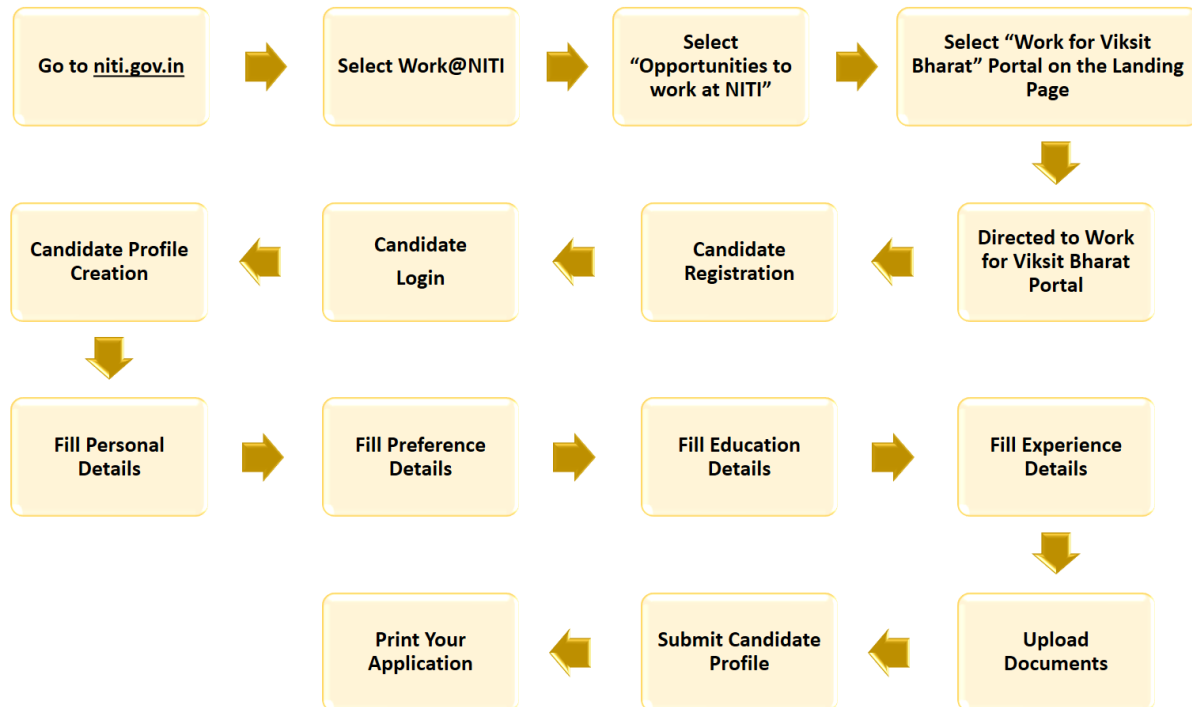 Go to niti.gov.in
Select Work@NITI
Select
“Opportunities to
work at NITI”
Select “Work for Viksit
Bharat” Portal on the Landing
Page
Directed to Work
for Viksit Bharat
Portal
Candidate
Registration
Candidate
Login
Candidate Profile
Creation
Fill Personal
Details
Fill Preference
Details
Fill Education
Details
Fill Experience
Details
Upload
Documents
Submit Candidate
Profile
Print Your
Application